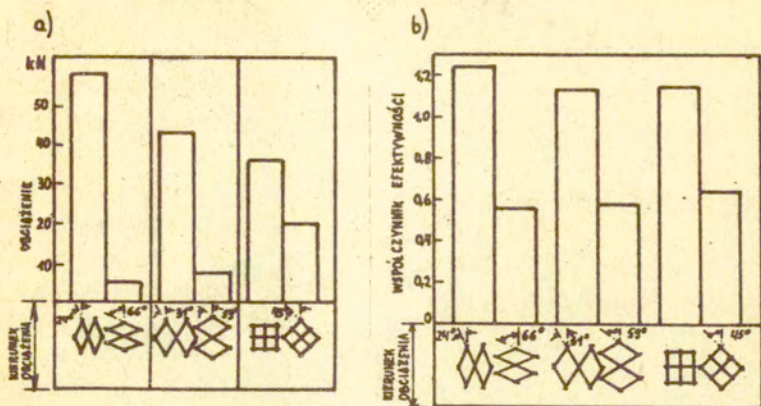 a)
kN
50
40
30
20
10
OBCIĄŻENIE
24° 66° 31° 59° 45°
KIERUNEK
OBCIĄŻENIA
b)
1,2
1,0
0,8
0,6
0,4
0,2
0
WSPÓŁCZYNNIK EFEKTYWNOŚCI
24° 66° 31° 59° 45°
KIERUNEK
OBCIĄŻENIA